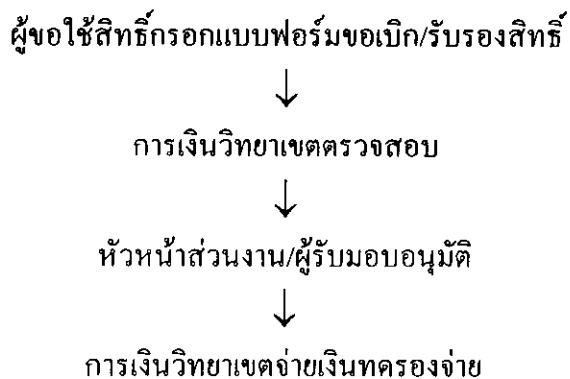 ผู้ขอใช้สิทธิ์กรอกแบบฟอร์มขอเบิก/รับรองสิทธิ์
↓
การเงินวิทยาเขตตรวจสอบ
↓
หัวหน้าส่วนงาน/ผู้รับมอบอนุมัติ
↓
การเงินวิทยาเขตจ่ายเงินทดรองจ่าย